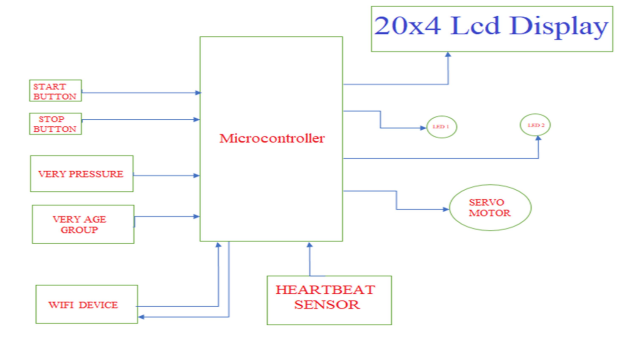 20x4 Lcd Display
START
BUTTON
STOP
BUTTON
Microcontroller
LED 1
LED 2
VERY PRESSURE
VERY AGE
GROUP
SERVO
MOTOR
WIFI DEVICE
HEARTBEAT
SENSOR